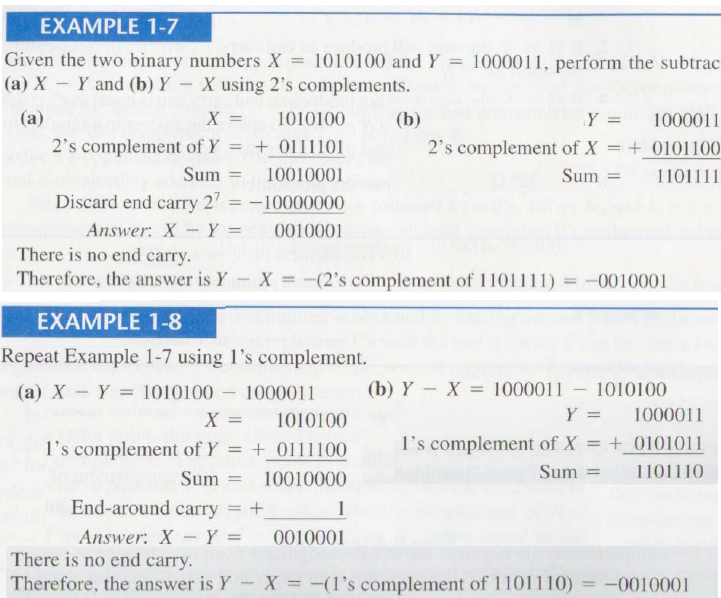 EXAMPLE 1-7
Given the two binary numbers X = 1010100 and Y = 1000011, perform the subtrac
(a) X − Y and (b) Y − X using 2's complements.
(a) X = 1010100
2's complement of Y = + 0111101
Sum = 10010001
Discard end carry 2⁷ = −10000000
Answer: X − Y = 0010001
(b) Y = 1000011
2's complement of X = + 0101100
Sum = 1101111
There is no end carry.
Therefore, the answer is Y − X = −(2's complement of 1101111) = −0010001
EXAMPLE 1-8
Repeat Example 1-7 using 1's complement.
(a) X − Y = 1010100 − 1000011
X = 1010100
1's complement of Y = + 0111100
Sum = 10010000
End-around carry = + 1
Answer: X − Y = 0010001
(b) Y − X = 1000011 − 1010100
Y = 1000011
1's complement of X = + 0101011
Sum = 1101110
There is no end carry.
Therefore, the answer is Y − X = −(1's complement of 1101110) = −0010001